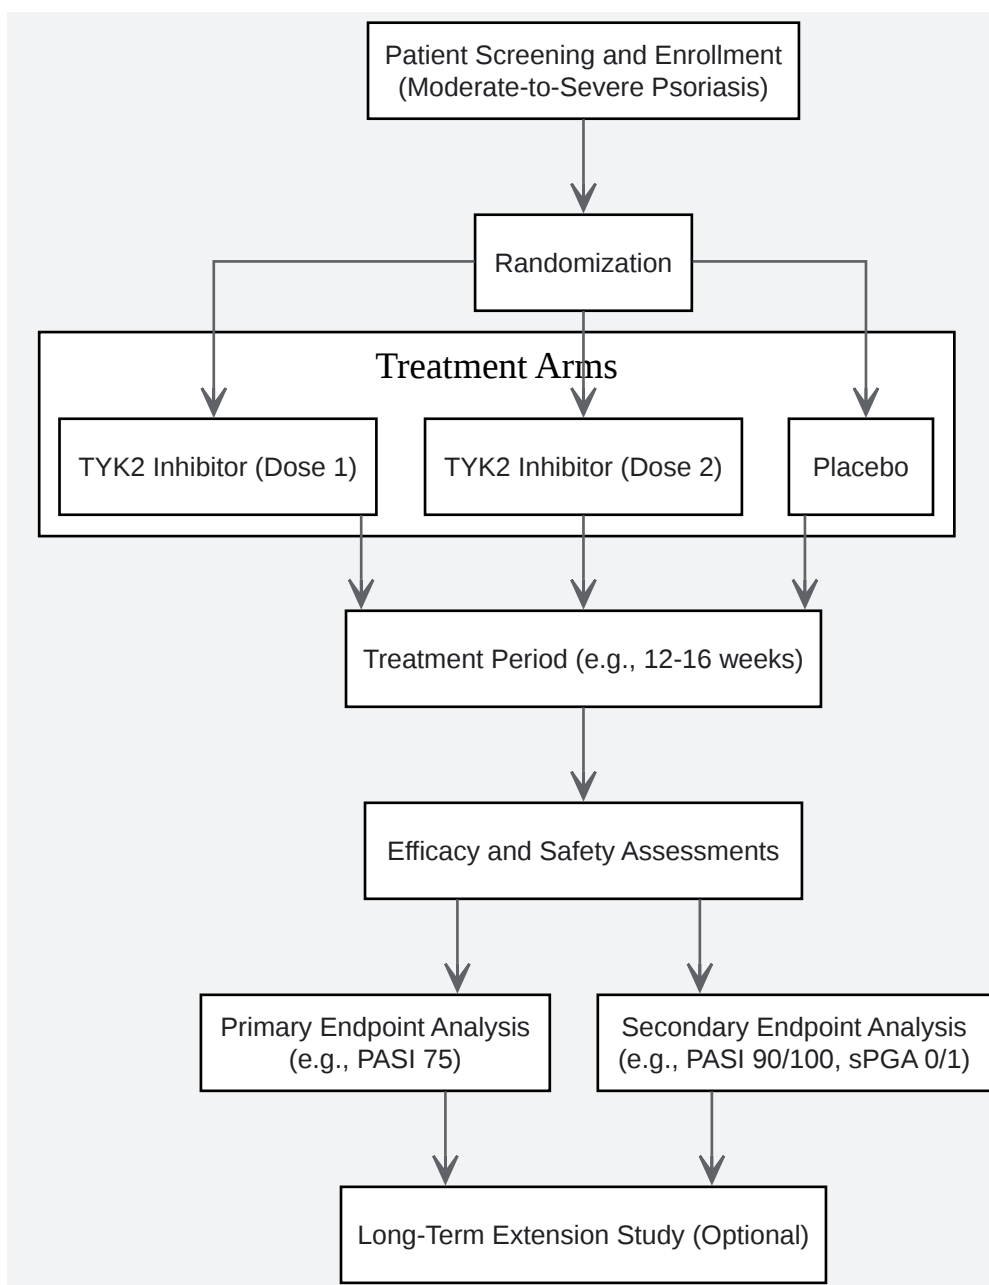 Patient Screening and Enrollment
(Moderate-to-Severe Psoriasis)
Randomization
Treatment Arms
TYK2 Inhibitor (Dose 1)
TYK2 Inhibitor (Dose 2)
Placebo
Treatment Period (e.g., 12-16 weeks)
Efficacy and Safety Assessments
Primary Endpoint Analysis
(e.g., PASI 75)
Secondary Endpoint Analysis
(e.g., PASI 90/100, sPGA 0/1)
Long-Term Extension Study (Optional)